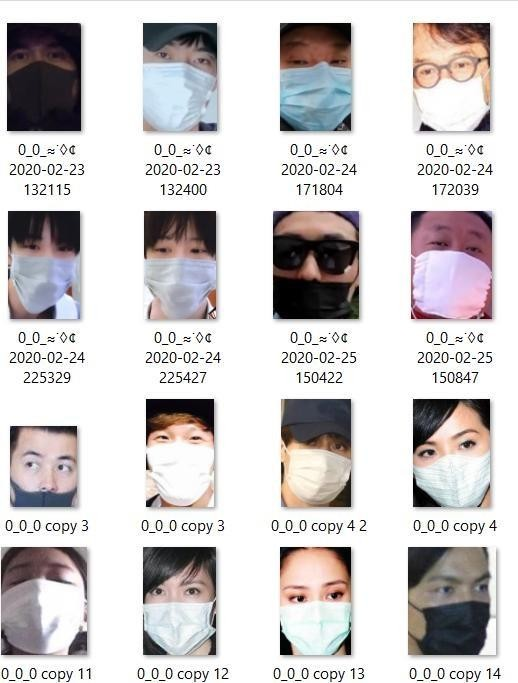 0_0_≈˙◊¢ 2020-02-23 132115
0_0_≈˙◊¢ 2020-02-23 132400
0_0_≈˙◊¢ 2020-02-24 171804
0_0_≈˙◊¢ 2020-02-24 172039
0_0_≈˙◊¢ 2020-02-24 225329
0_0_≈˙◊¢ 2020-02-24 225427
0_0_≈˙◊¢ 2020-02-25 150422
0_0_≈˙◊¢ 2020-02-25 150847
0_0_0 copy 3
0_0_0 copy 3
0_0_0 copy 4 2
0_0_0 copy 4
0_0_0 copy 11
0_0_0 copy 12
0_0_0 copy 13
0_0_0 copy 14